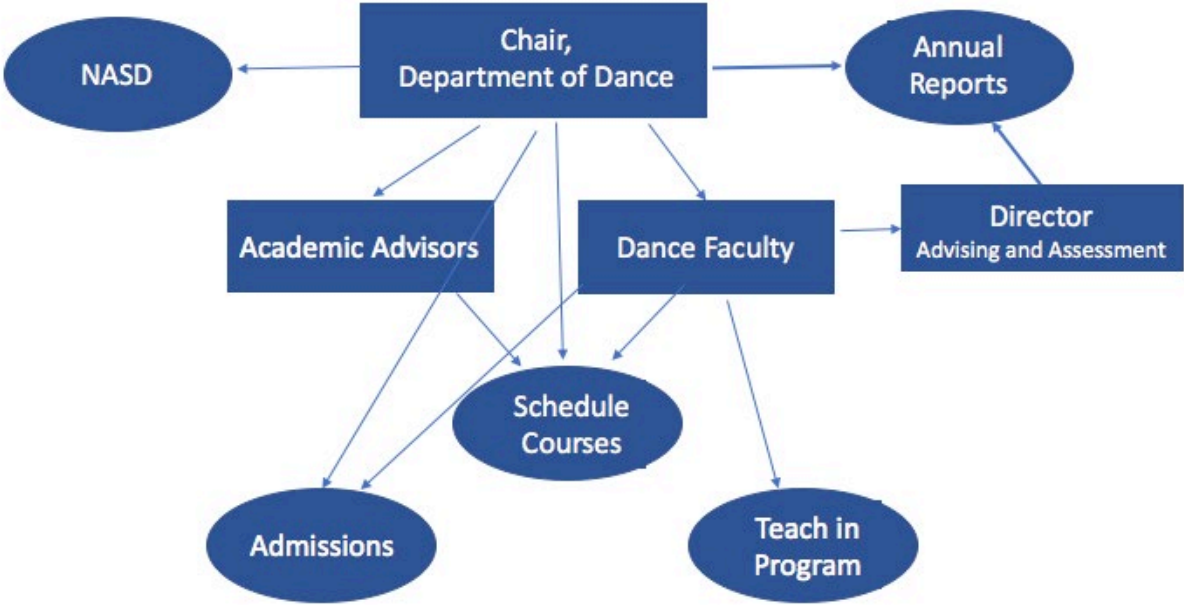 NASD
Chair,
Department of Dance
Annual
Reports
Academic Advisors
Dance Faculty
Director
Advising and Assessment
Schedule
Courses
Admissions
Teach in
Program